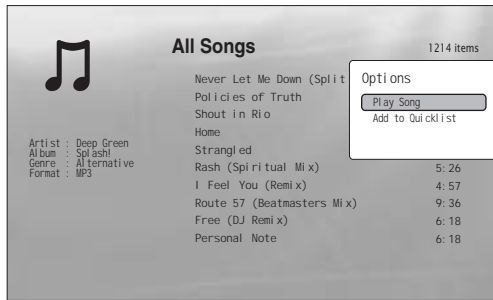 All Songs
1214 items
Never Let Me Down (Split
Policies of Truth
Shout in Rio
Home
Strangled
Rash (Spiritual Mix) 5:26
I Feel You (Remix) 4:57
Route 57 (Beatmasters Mix) 9:36
Free (DJ Remix) 6:18
Personal Note 6:18
Options
Play Song
Add to Quicklist
Artist : Deep Green
Album : Splash!
Genre : Alternative
Format : MP3